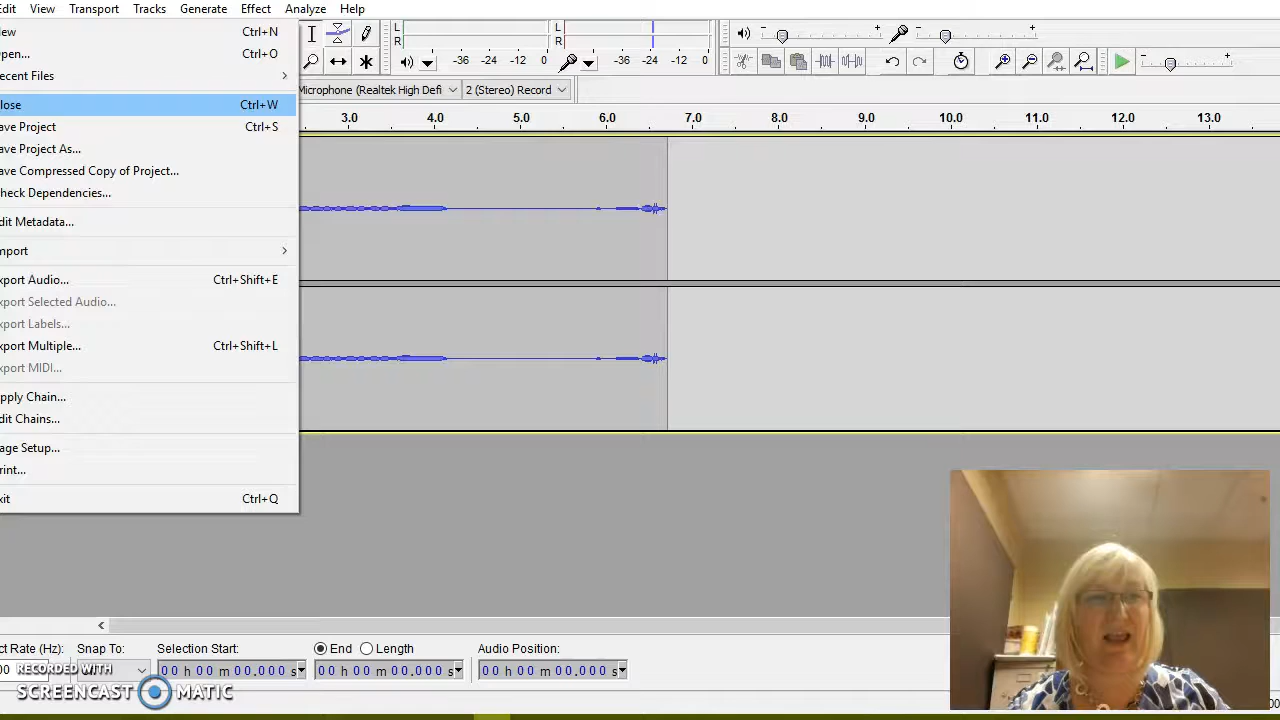 dit View Transport Tracks Generate Effect Analyze Help
ew Ctrl+N
pen... Ctrl+O
ecent Files
lose Ctrl+W
ave Project Ctrl+S
ave Project As...
ave Compressed Copy of Project...
heck Dependencies...
dit Metadata...
mport
xport Audio... Ctrl+Shift+E
xport Selected Audio...
xport Labels...
xport Multiple... Ctrl+Shift+L
xport MIDI...
pply Chain...
dit Chains...
age Setup...
rint...
xit Ctrl+Q
L
R
-36 -24 -12 0
L
R
-36 -24 -12 0
Microphone (Realtek High Defi 2 (Stereo) Record
3.0 4.0 5.0 6.0 7.0 8.0 9.0 10.0 11.0 12.0 13.0
ct Rate (Hz): Snap To: Selection Start: End Length Audio Position:
00 00 h 00 m 00.000 s 00 h 00 m 00.000 s 00 h 00 m 00.000 s
RECORDED WITH
SCREENCAST MATIC